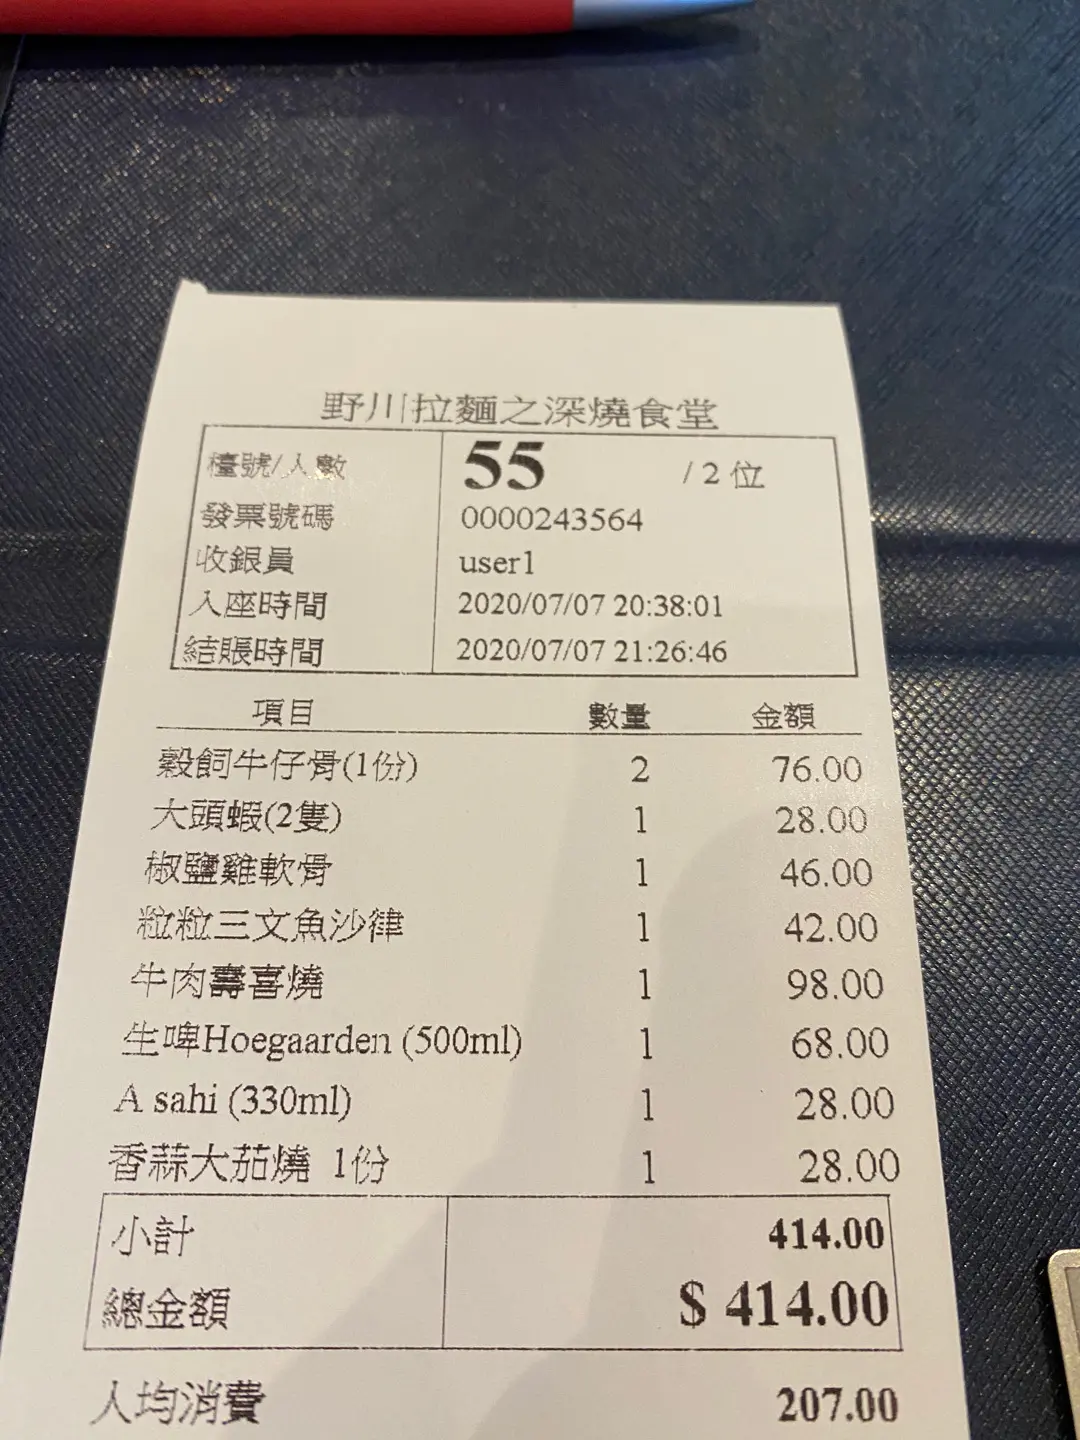 野川拉麵之深燒食堂
檯號/人數 55 /2 位
發票號碼 0000243564
收銀員 user1
入座時間 2020/07/07 20:38:01
結賬時間 2020/07/07 21:26:46
項目 數量 金額
穀飼牛仔骨(1份) 2 76.00
大頭蝦(2隻) 1 28.00
椒鹽雞軟骨 1 46.00
粒粒三文魚沙律 1 42.00
牛肉壽喜燒 1 98.00
生啤Hoegaarden (500ml) 1 68.00
A sahi (330ml) 1 28.00
香蒜大茄燒 1份 1 28.00
小計 414.00
總金額 $ 414.00
人均消費 207.00